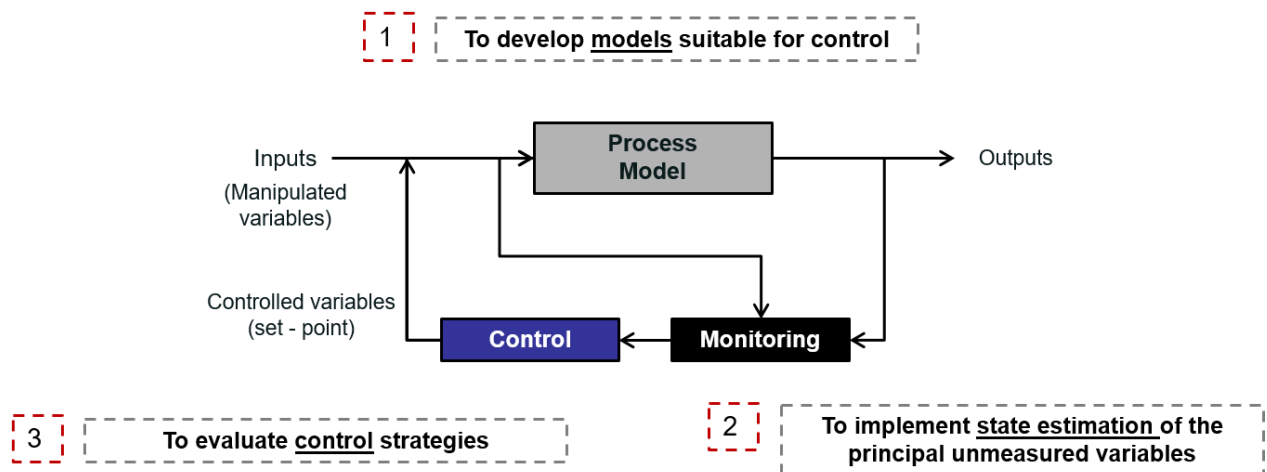 1
To develop models suitable for control
Process
Model
Inputs
Outputs
(Manipulated
variables)
Controlled variables
(set - point)
Control
Monitoring
3
To evaluate control strategies
2
To implement state estimation of the
principal unmeasured variables